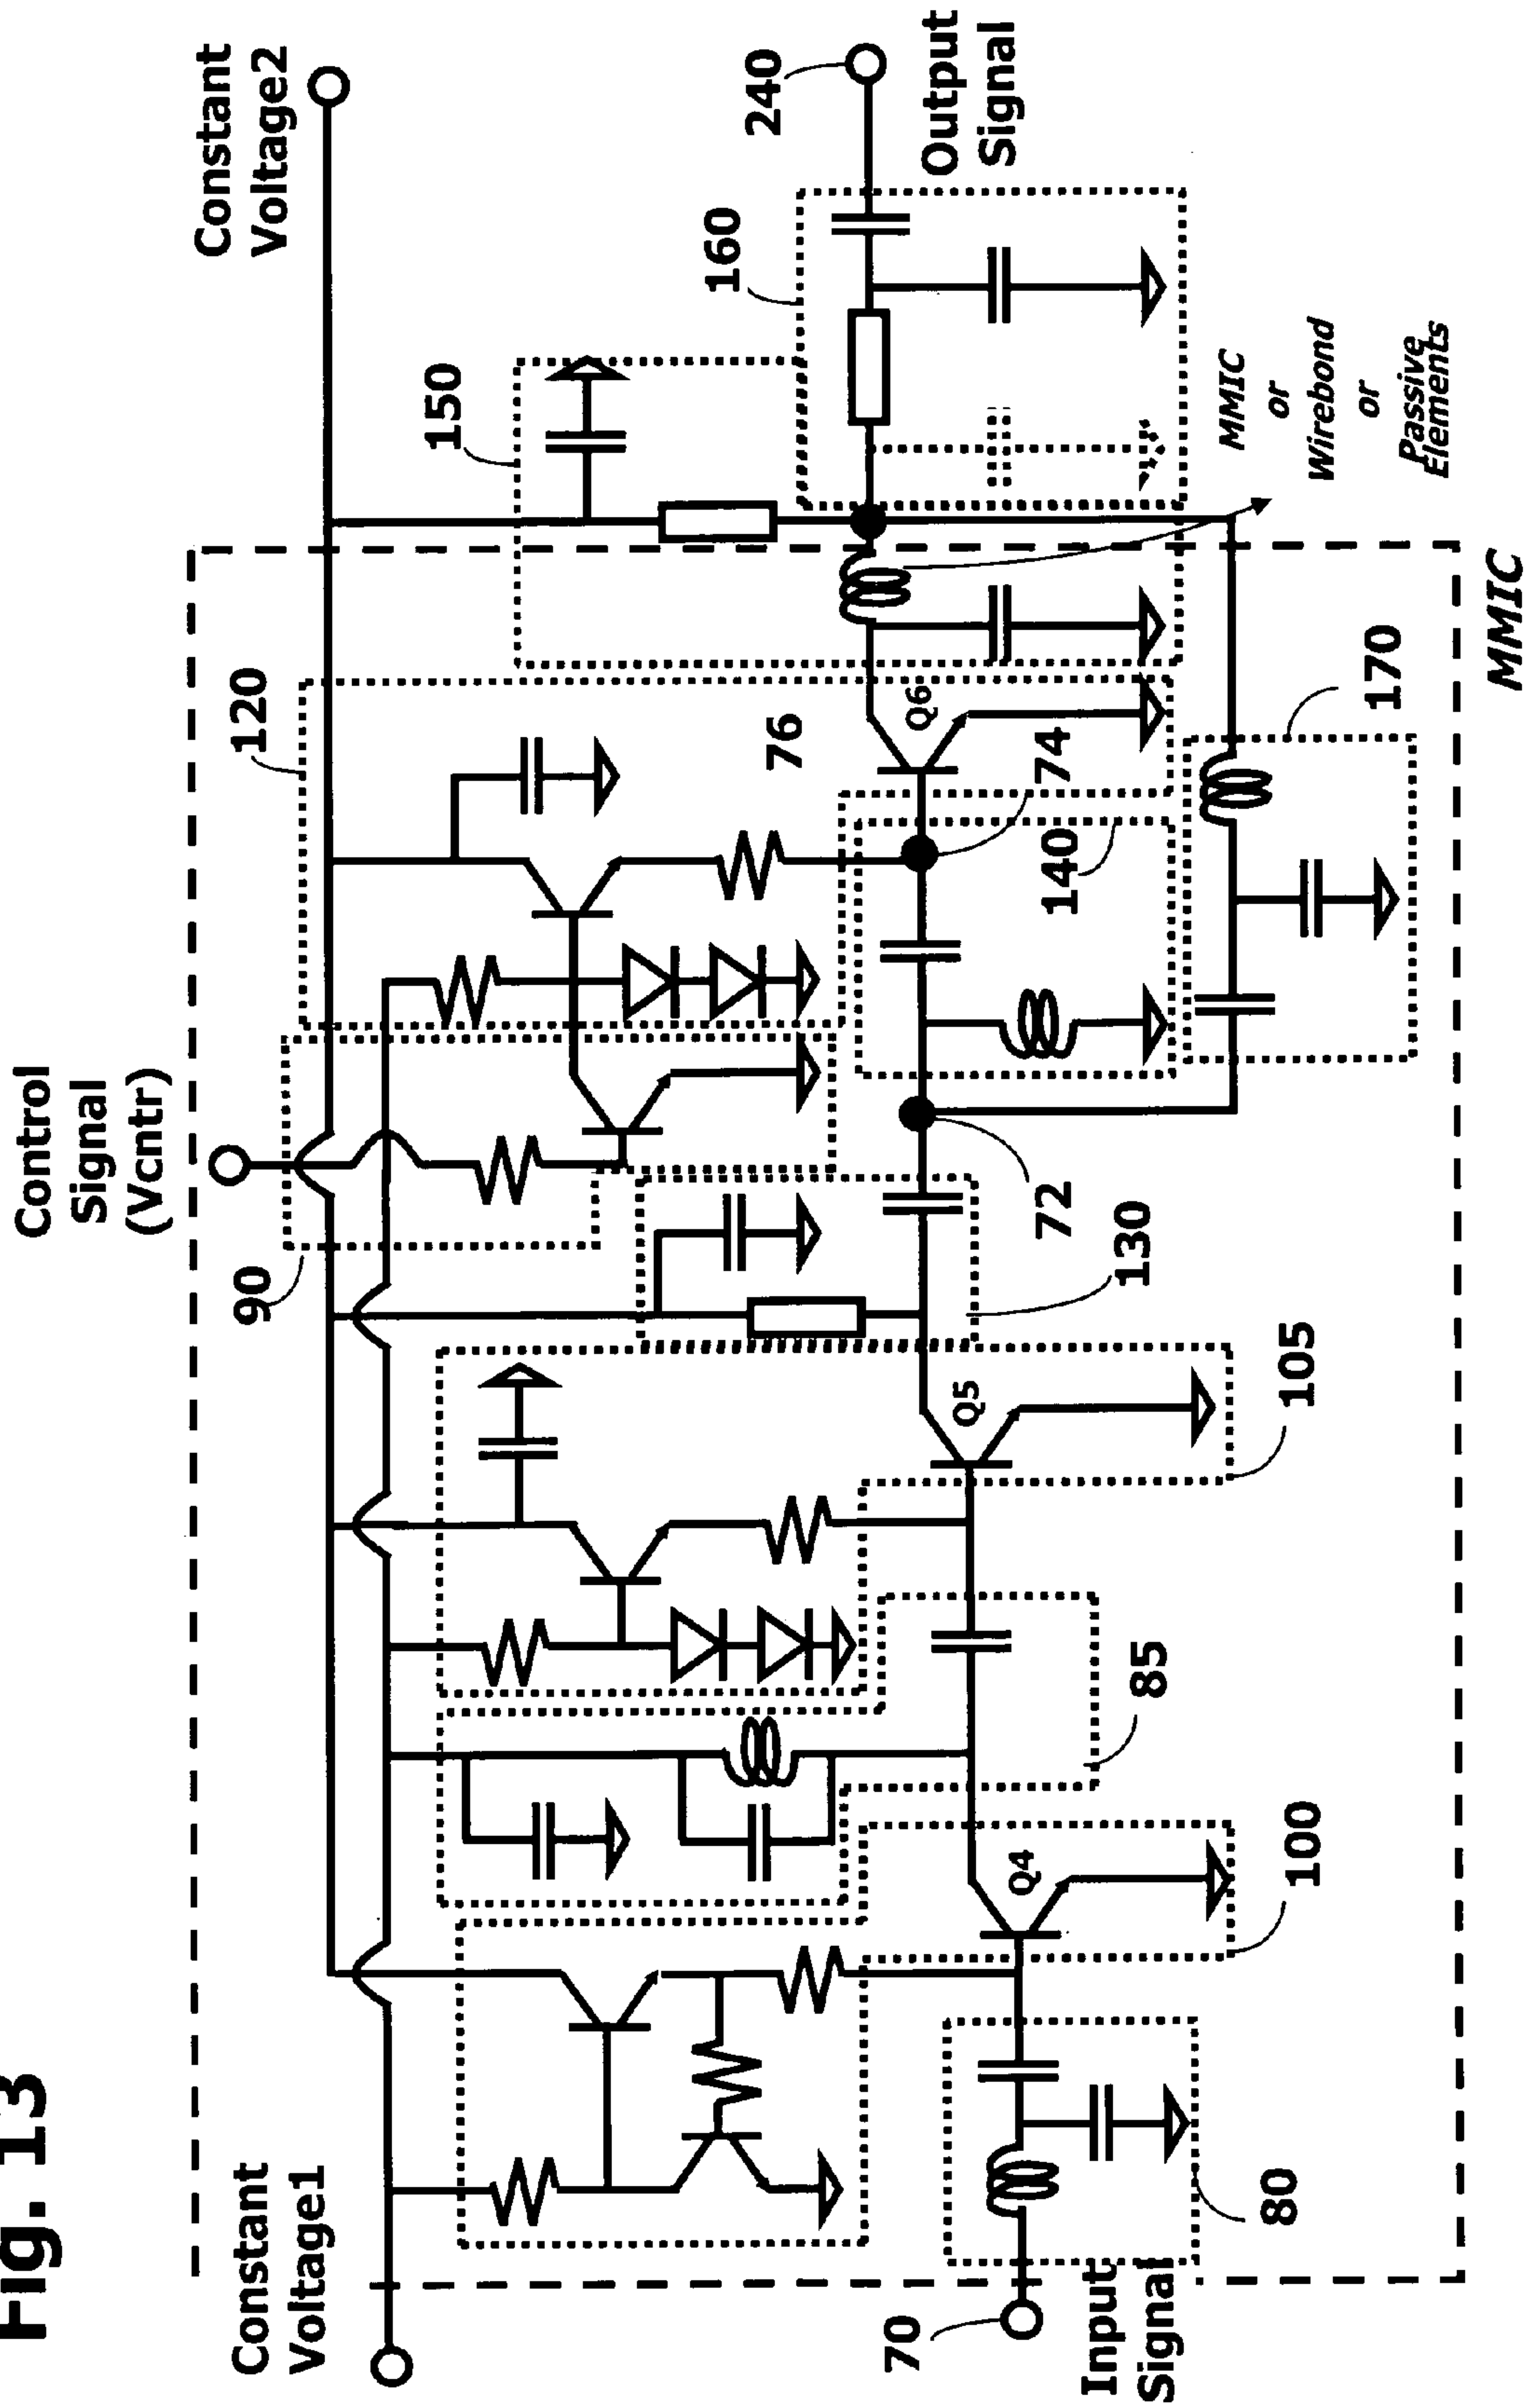 Fig. 13
Control
Signal
(Vcntr)
Constant
Voltage1
Constant
Voltage2
90
120
150
160
240
Output
Signal
76
Q6
74
140
72
130
Q5
105
85
Q4
100
170
80
70
Input
Signal
MMIC
or
Wirebond
or
Passive
Elements
MMIC